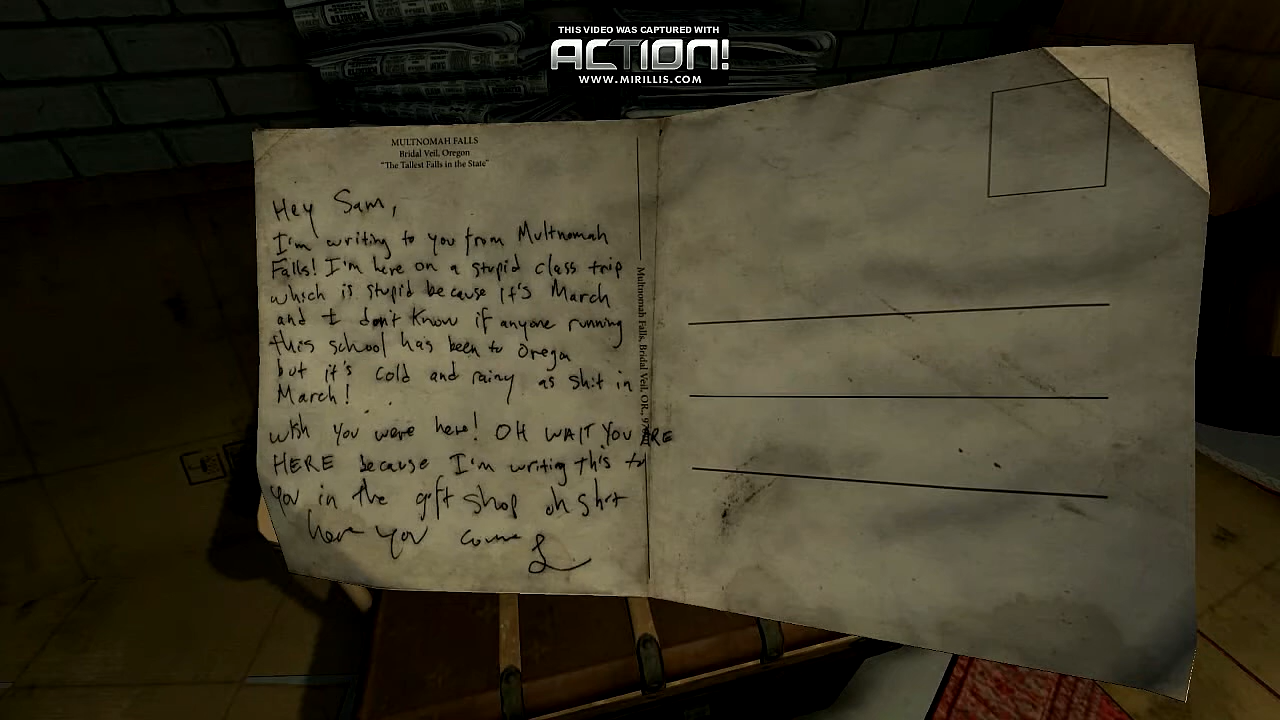 THIS VIDEO WAS CAPTURED WITH
ACTION!
WWW.MIRILLIS.COM
MULTNOMAH FALLS
Bridal Veil, Oregon
"The Tallest Falls in the State"
Hey Sam,
I'm writing to you from Multnomah
Falls! I'm here on a stupid class trip
which is stupid because it's March
and I don't know if anyone running
this school has been to Oregon
but it's cold and rainy as shit in
March!
wish you were here! OH WAIT YOU ARE
HERE because I'm writing this to
you in the gift shop oh shit
here you come
L
Multnomah Falls, Bridal Veil, OR.,